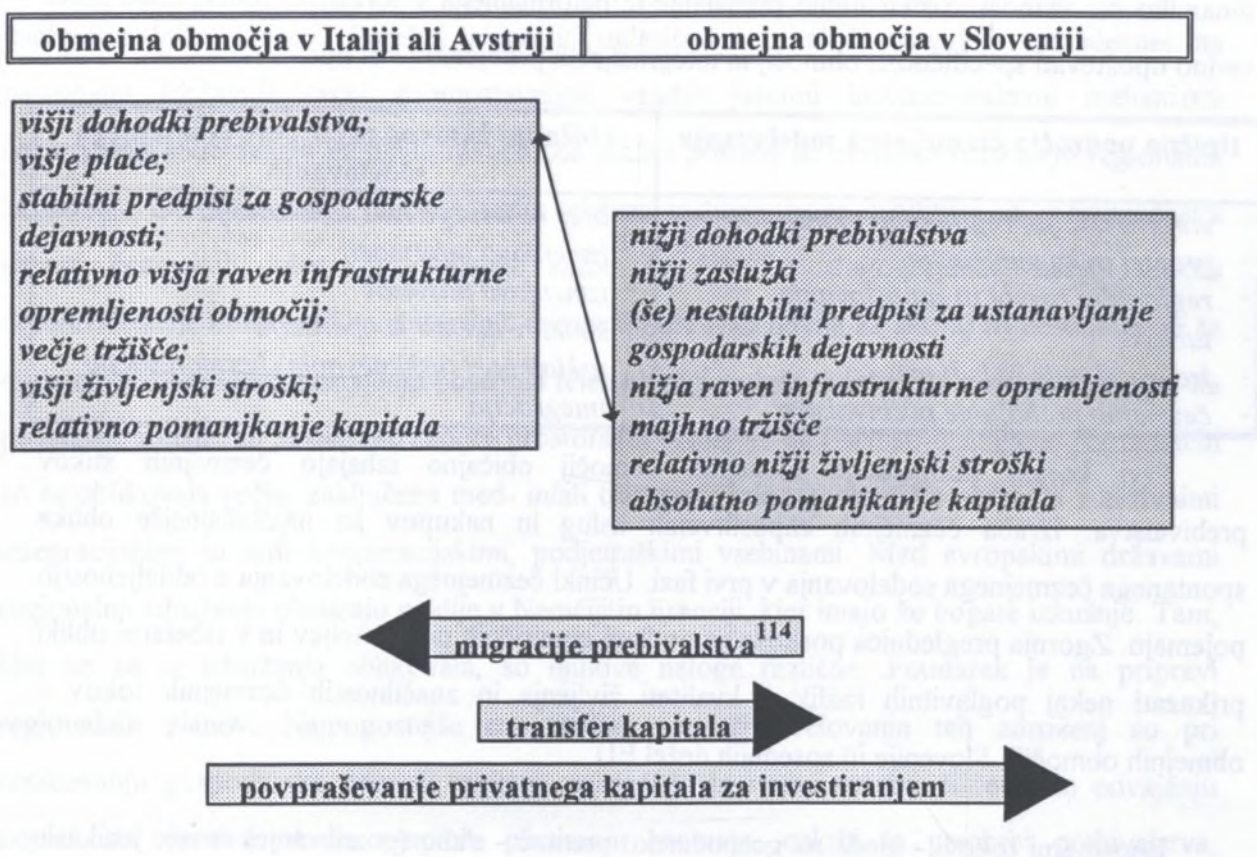 obmejna območja v Italiji ali Avstriji
obmejna območja v Sloveniji
višji dohodki prebivalstva;
višje plače;
stabilni predpisi za gospodarske
dejavnosti;
relativno višja raven infrastrukturne
opremljenosti območij;
večje tržišče;
višji življenjski stroški;
relativno pomanjkanje kapitala
nižji dohodki prebivalstva
nižji zaslužki
(še) nestabilni predpisi za ustanavljanje
gospodarskih dejavnosti
nižja raven infrastrukturne opremljenosti
majhno tržišče
relativno nižji življenjski stroški
absolutno pomanjkanje kapitala
migracije prebivalstva 114
transfer kapitala
povpraševanje privatnega kapitala za investiranjem